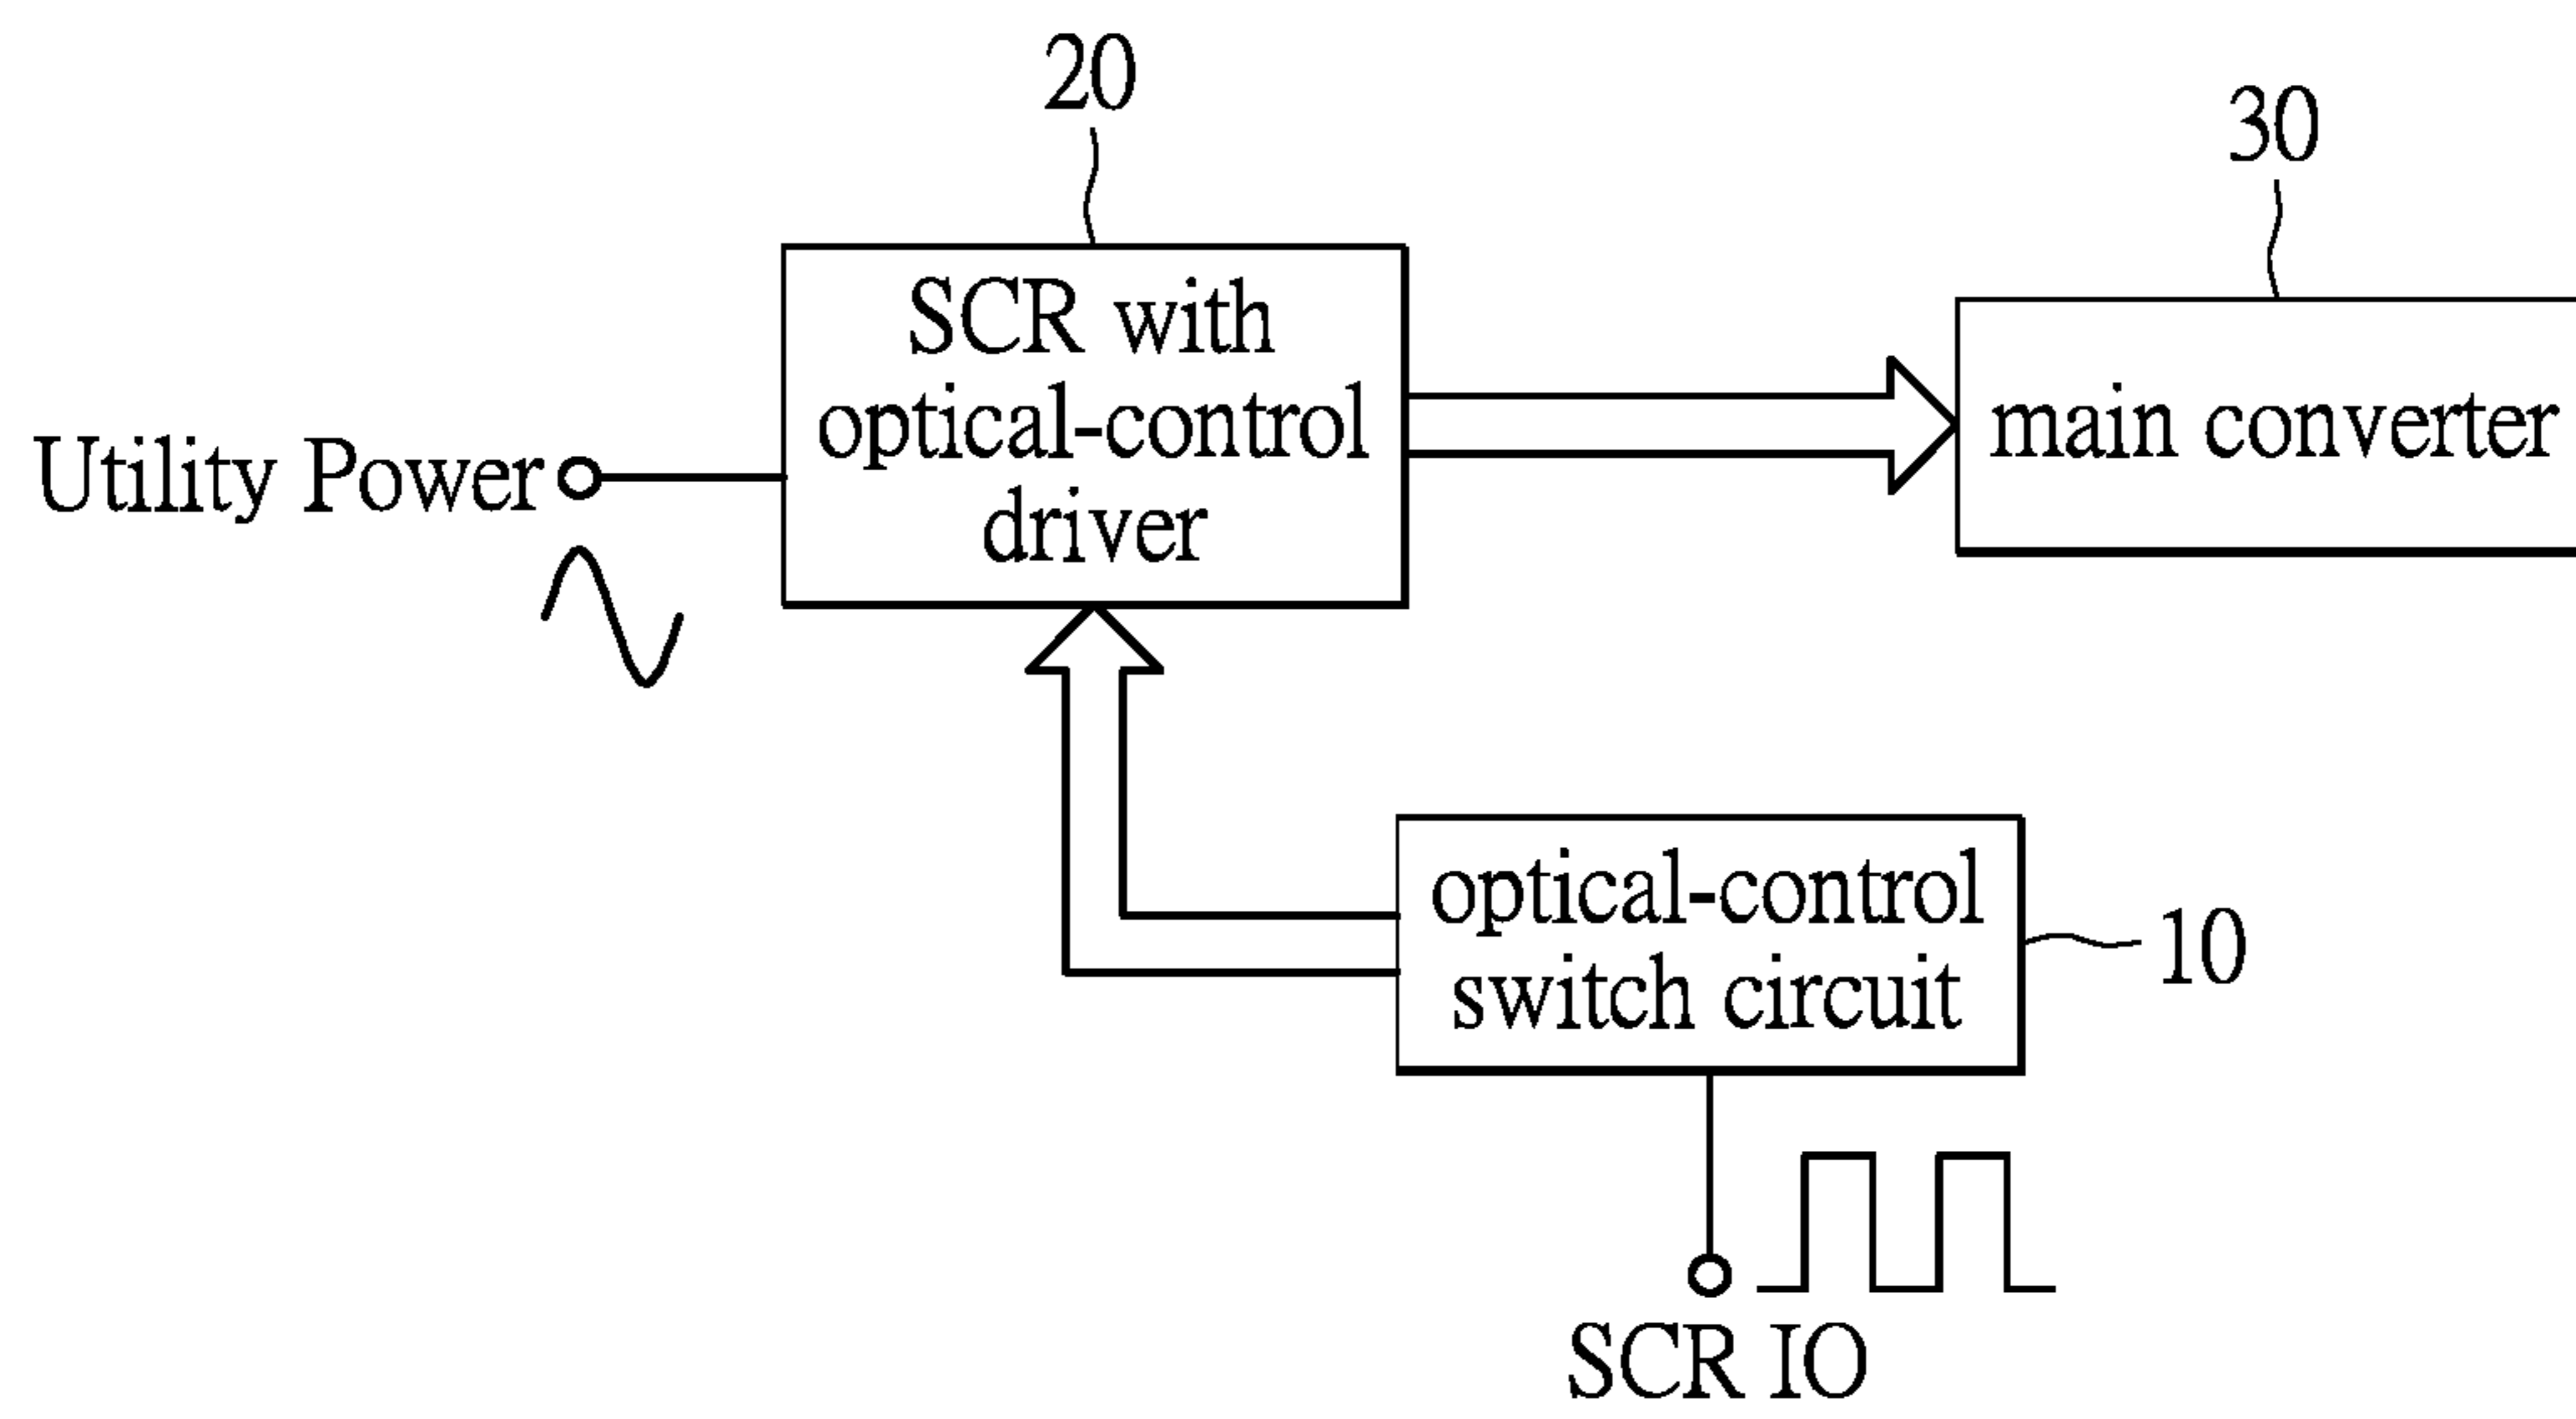 20
30
SCR with
optical-control
driver
main converter
Utility Power
optical-control
switch circuit
10
SCR IO